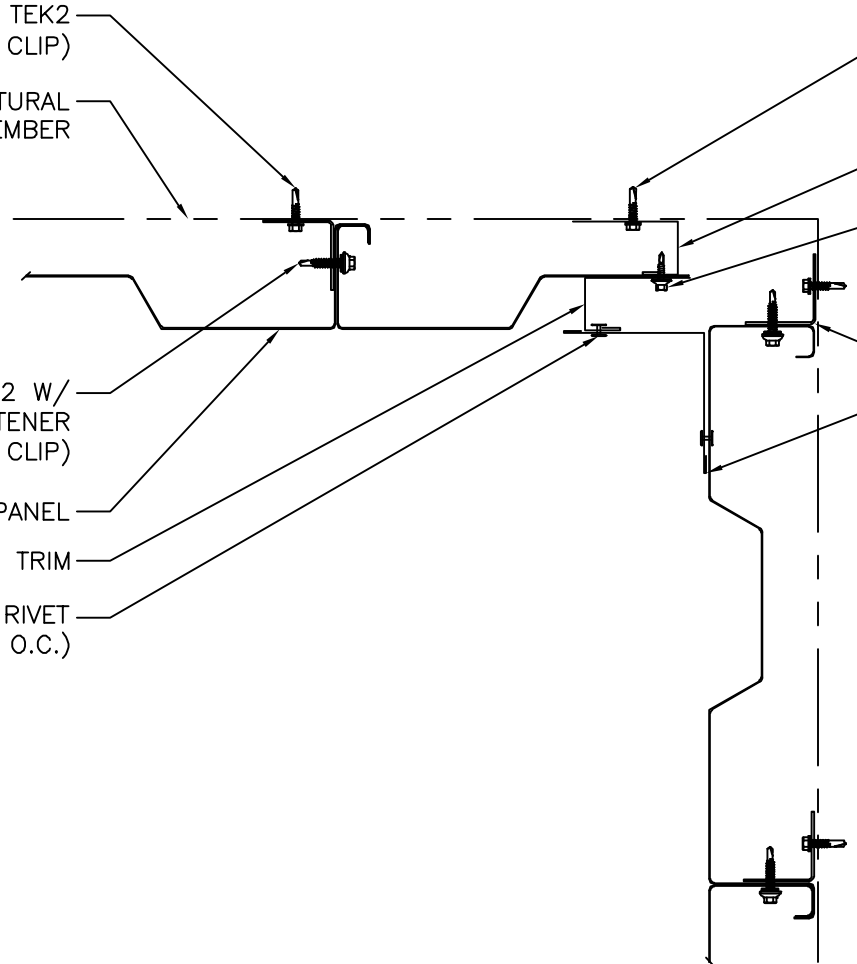 TEK2
CLIP)
TURAL
EMBER
2 W/
TENER
CLIP)
PANEL
TRIM
RIVET
O.C.)